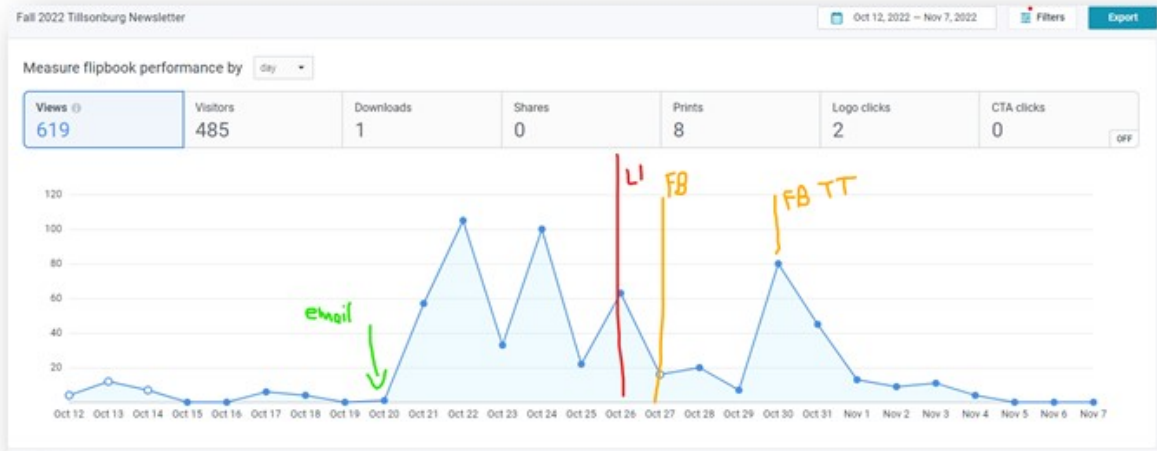 Fall 2022 Tillsonburg Newsletter
Oct 12, 2022 – Nov 7, 2022
Filters
Export
Measure flipbook performance by day
Views
619
Visitors
485
Downloads
1
Shares
0
Prints
8
Logo clicks
2
CTA clicks
0
OFF
LI
FB
FB TT
email
120
100
80
60
40
20
Oct 12 Oct 13 Oct 14 Oct 15 Oct 16 Oct 17 Oct 18 Oct 19 Oct 20 Oct 21 Oct 22 Oct 23 Oct 24 Oct 25 Oct 26 Oct 27 Oct 28 Oct 29 Oct 30 Oct 31 Nov 1 Nov 2 Nov 3 Nov 4 Nov 5 Nov 6 Nov 7